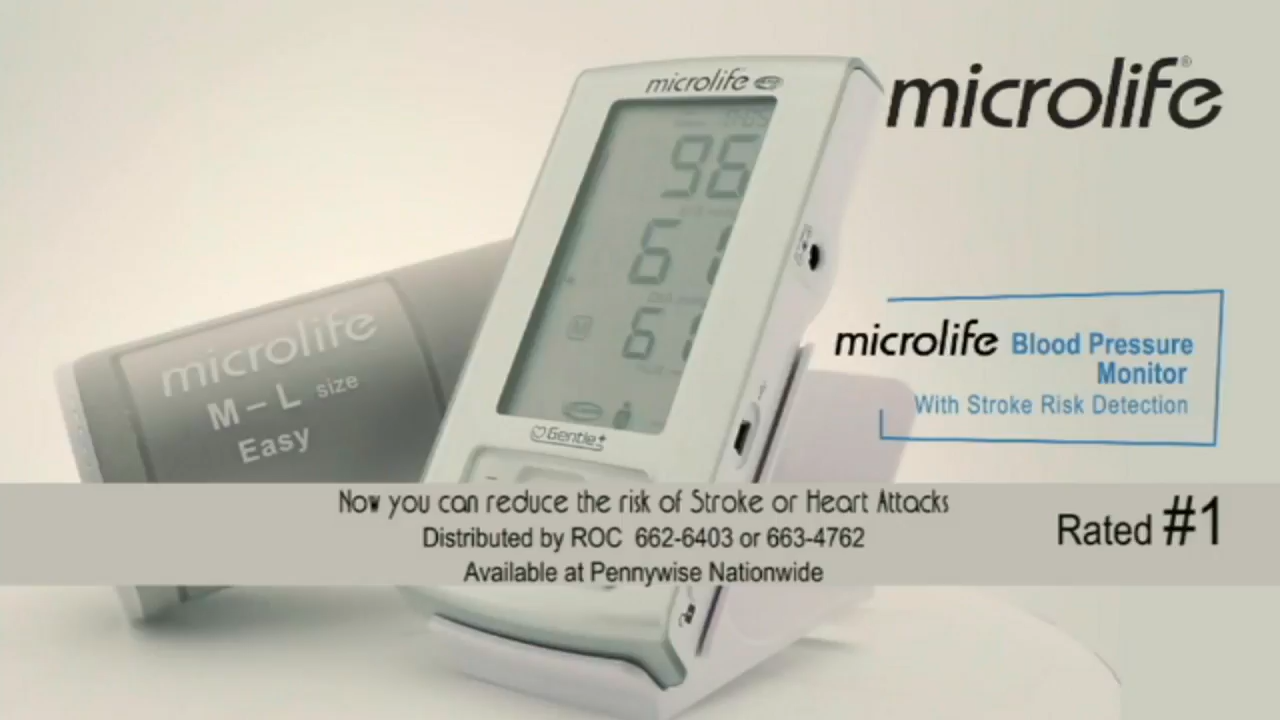 microlife
microlife®
96
microlife Blood Pressure
Monitor
With Stroke Risk Detection
microlife
M – L size
Easy
Gentle+
Now you can reduce the risk of Stroke or Heart Attacks
Distributed by ROC 662-6403 or 663-4762
Available at Pennywise Nationwide
Rated #1